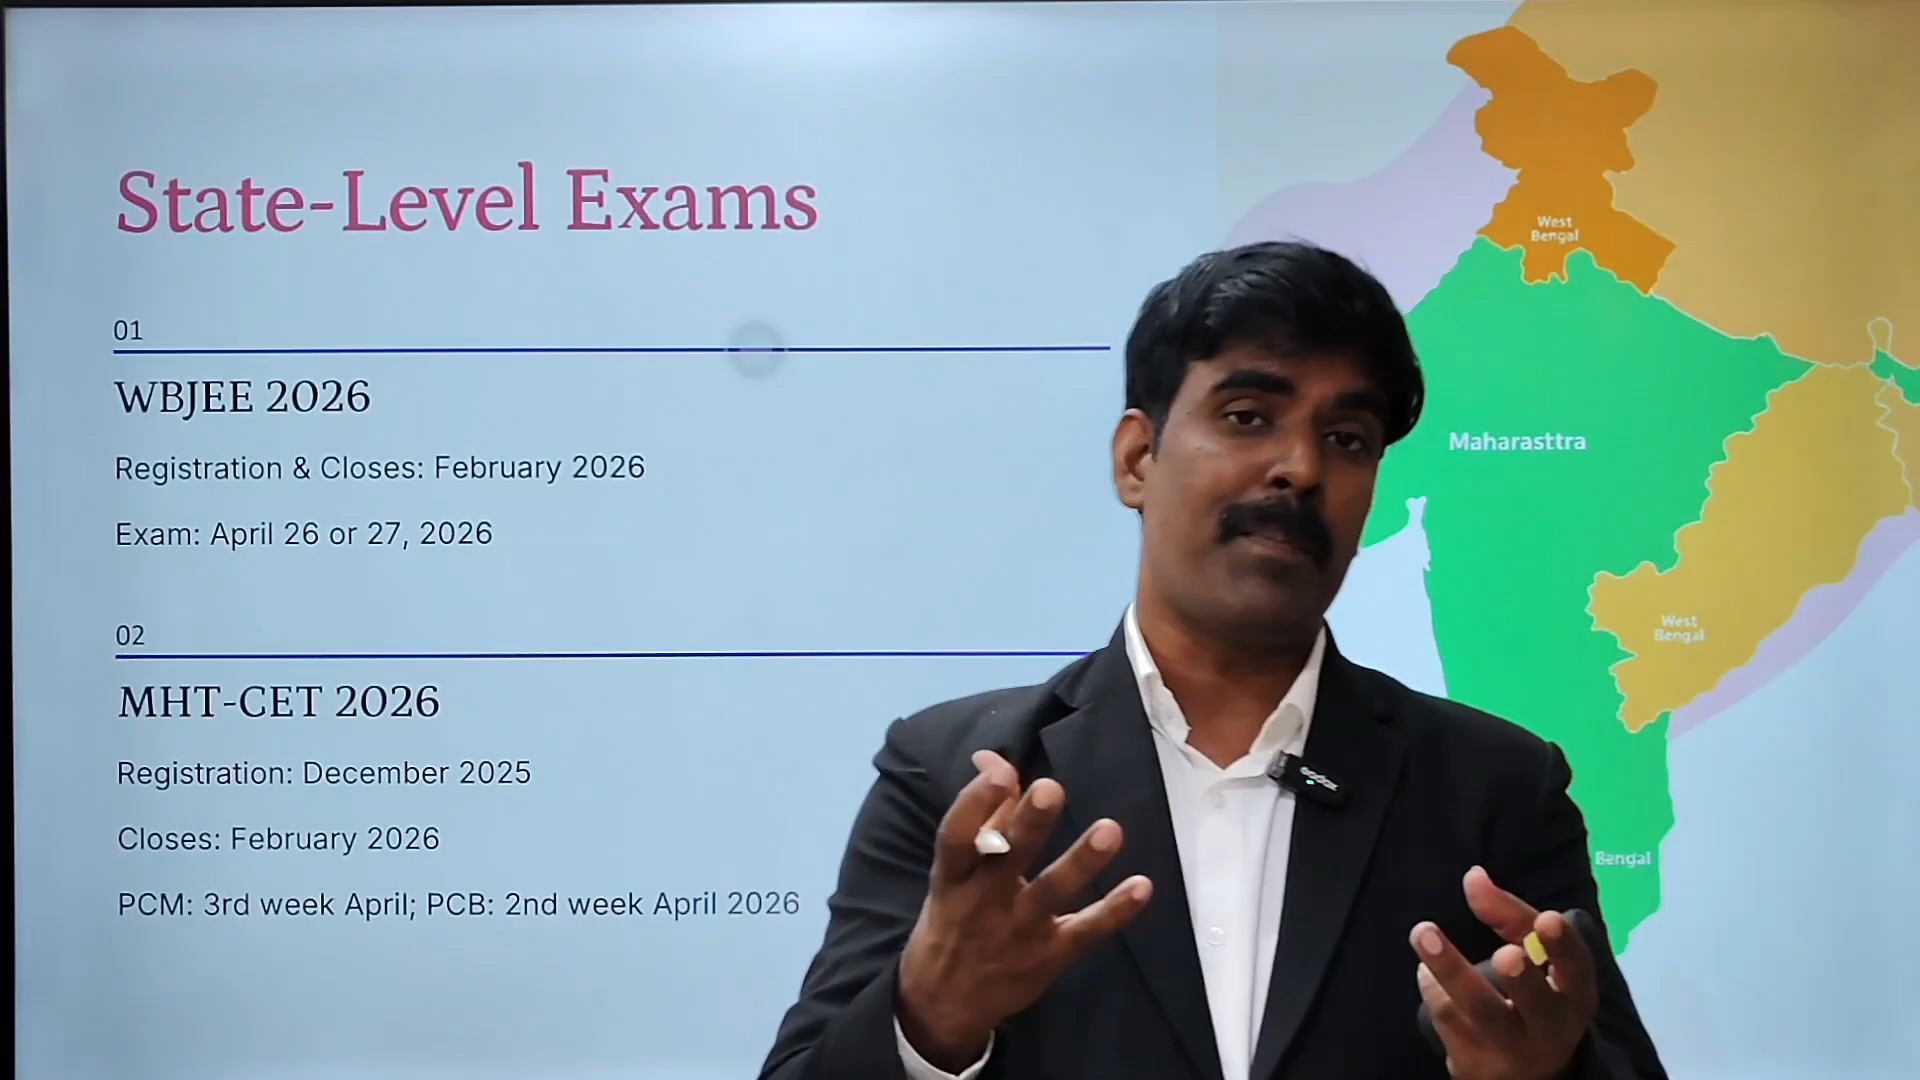 State-Level Exams
01
WBJEE 2026
Registration & Closes: February 2026
Exam: April 26 or 27, 2026
02
MHT-CET 2026
Registration: December 2025
Closes: February 2026
PCM: 3rd week April; PCB: 2nd week April 2026
West
Bengal
Maharasttra
West
Bengal
Bengal